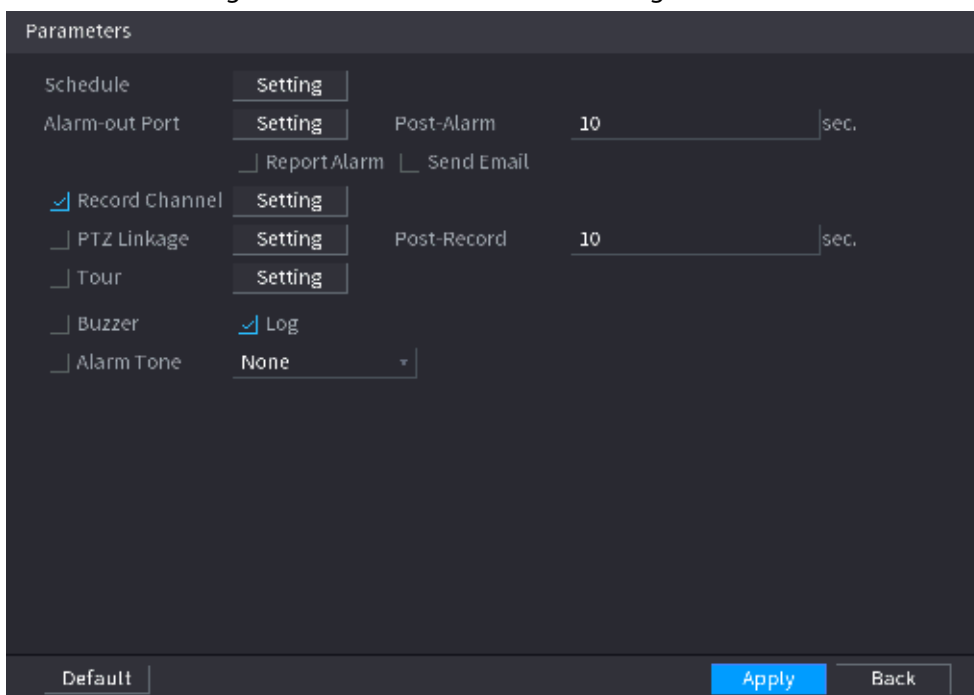 Parameters
Schedule Setting
Alarm-out Port Setting Post-Alarm 10 sec.
Report Alarm Send Email
Record Channel Setting
PTZ Linkage Setting Post-Record 10 sec.
Tour Setting
Buzzer Log
Alarm Tone None
Default Apply Back